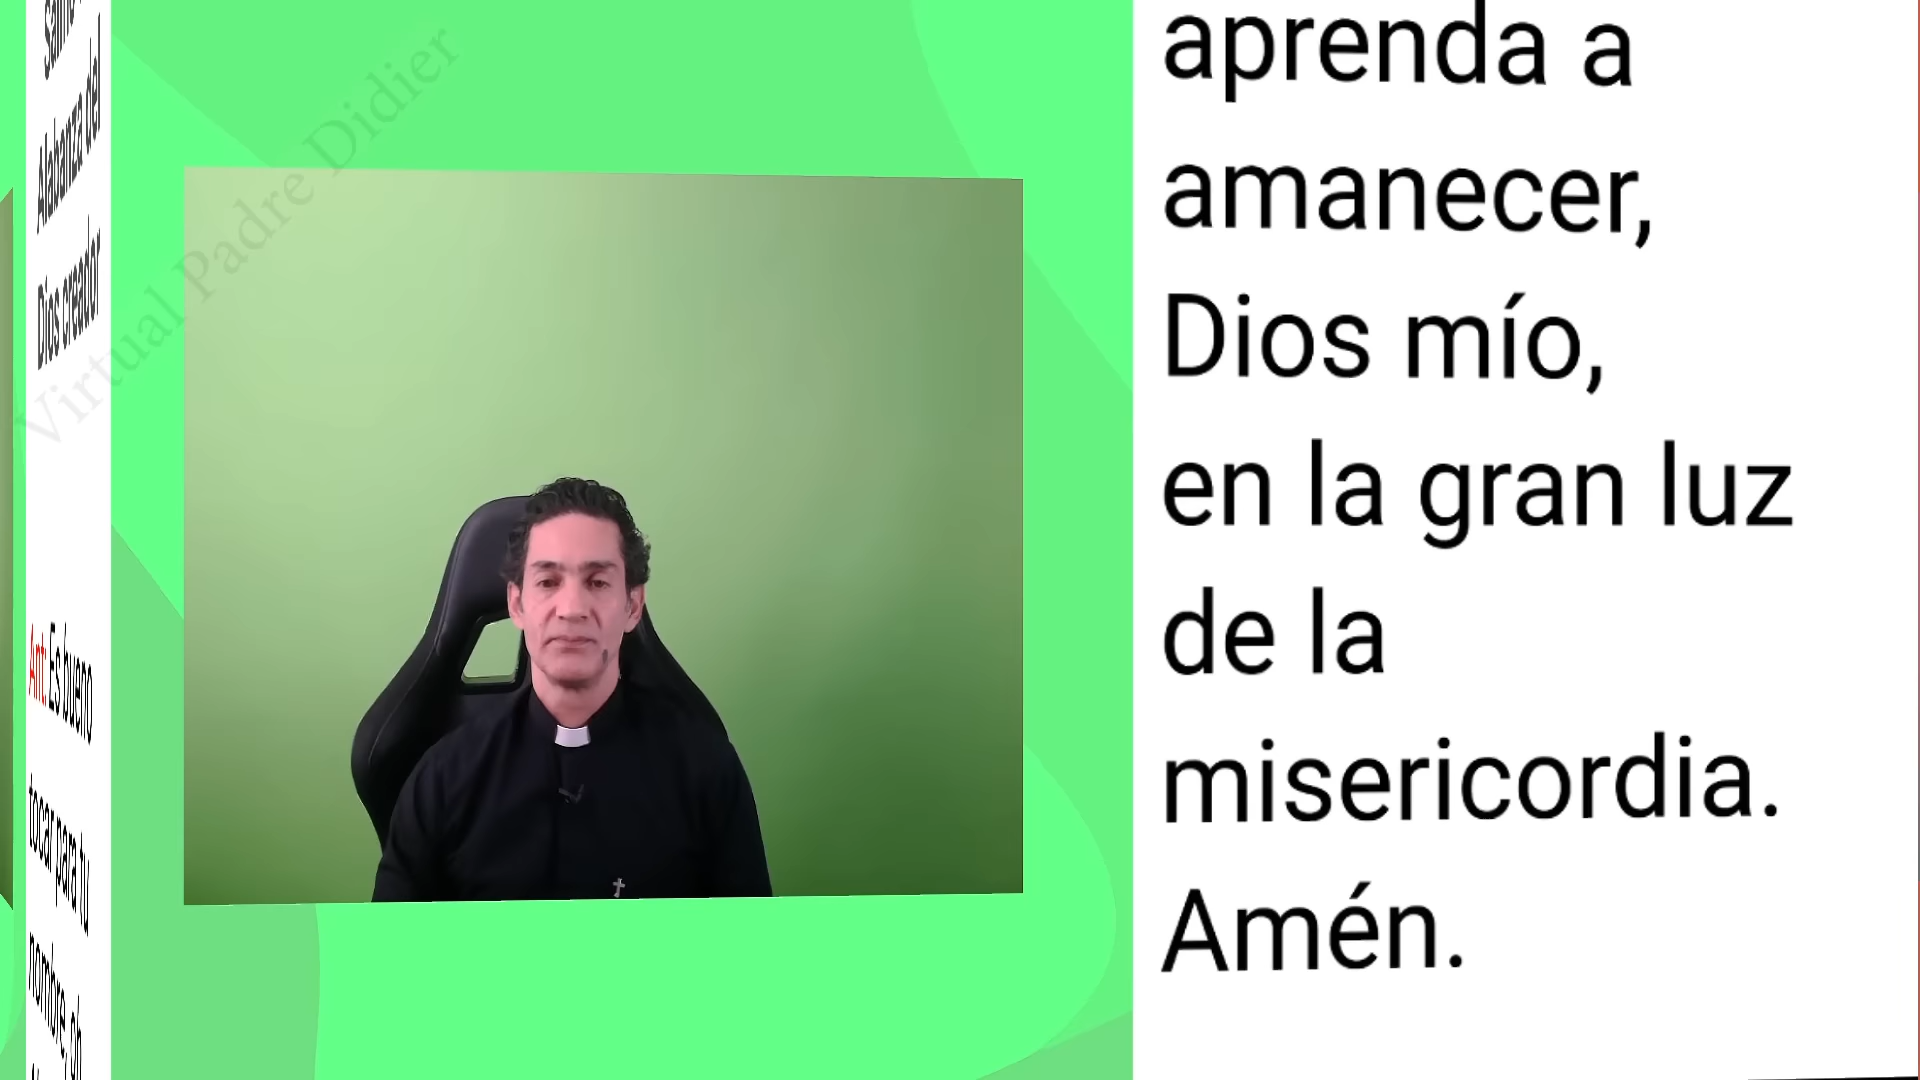 Alabanza del
Dios creador
Ant: Es bueno
tocar para tu
nombre, oh
Virtual Padre Didier
aprenda a
amanecer,
Dios mío,
en la gran luz
de la
misericordia.
Amén.